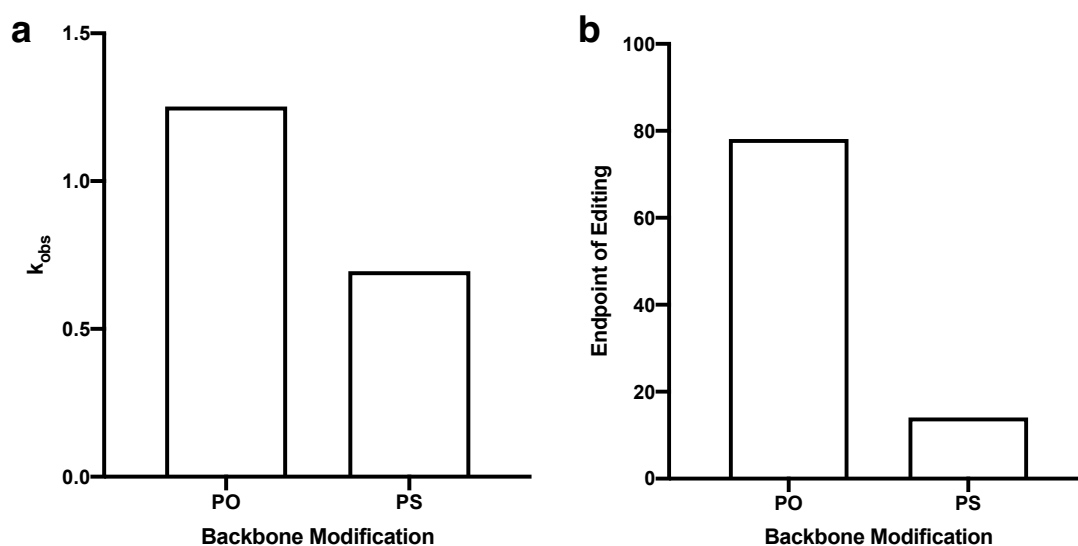 a
1.5
1.0
0.5
0.0
k_obs
PO PS
Backbone Modification
b
100
80
60
40
20
0
Endpoint of Editing
PO PS
Backbone Modification